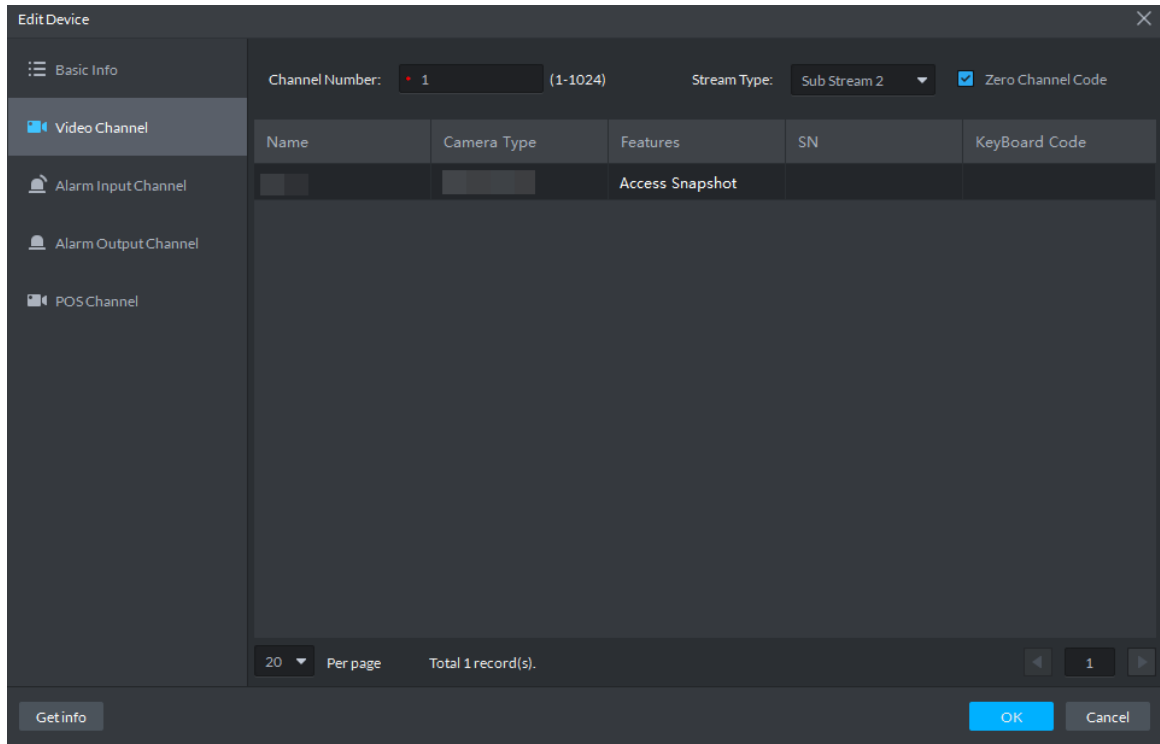 Edit Device
Basic Info
Video Channel
Alarm Input Channel
Alarm Output Channel
POS Channel
Channel Number: * 1 (1-1024) Stream Type: Sub Stream 2 Zero Channel Code
Name Camera Type Features SN KeyBoard Code
Access Snapshot
20 Per page Total 1 record(s). 1
Get info OK Cancel